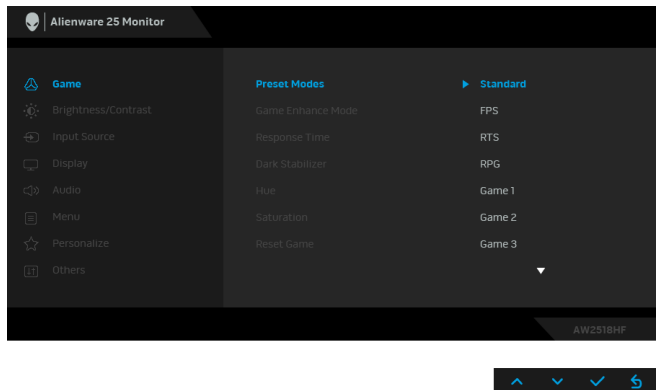 Alienware 25 Monitor
Game Preset Modes Standard
Brightness/Contrast Game Enhance Mode FPS
Input Source Response Time RTS
Display Dark Stabilizer RPG
Audio Hue Game 1
Menu Saturation Game 2
Personalize Reset Game Game 3
Others
AW2518HF